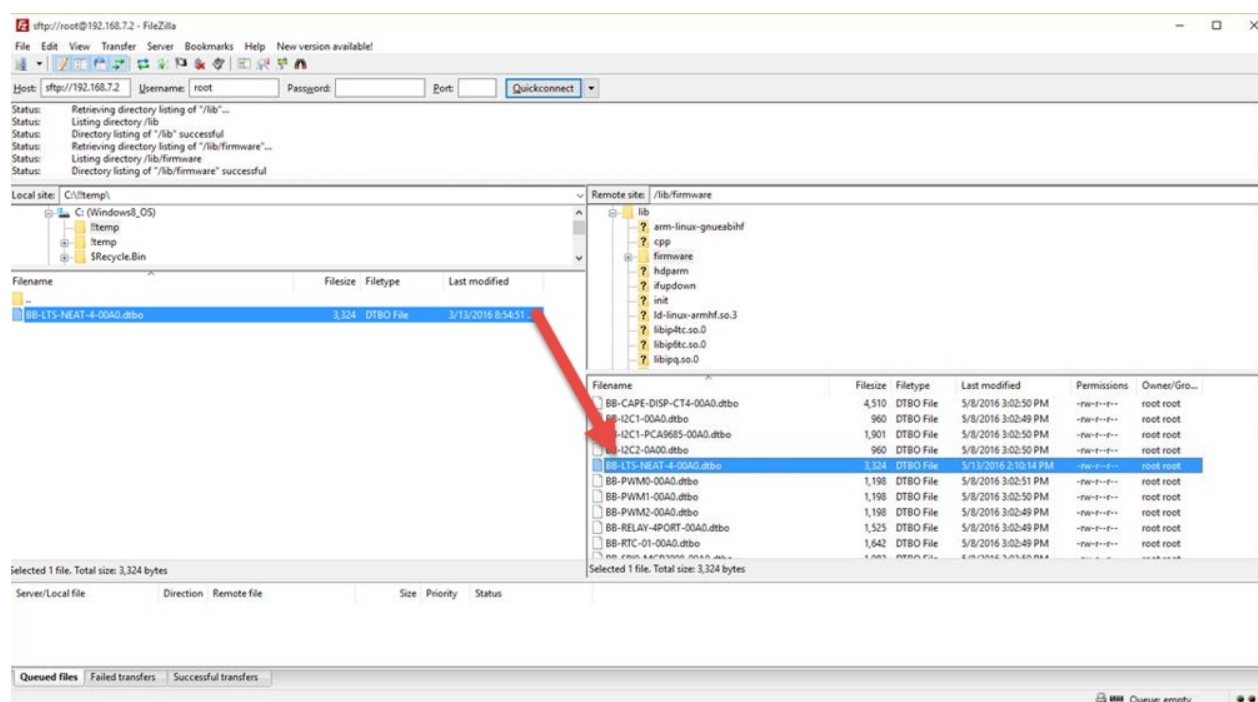 sftp://root@192.168.7.2 - FileZilla
File Edit View Transfer Server Bookmarks Help New version available!
Host: sftp://192.168.7.2 Username: root Password: Port: Quickconnect
Status: Retrieving directory listing of "/lib"...
Status: Listing directory /lib
Status: Directory listing of "/lib" successful
Status: Retrieving directory listing of "/lib/firmware"...
Status: Listing directory /lib/firmware
Status: Directory listing of "/lib/firmware" successful
Local site: C:\!!temp\
C: (Windows8_OS)
!!temp
!temp
$Recycle.Bin
Filename Filesize Filetype Last modified
..
BB-LTS-NEAT-4-00A0.dtbo 3,324 DTBO File 3/13/2016 8:54:51 ...
Selected 1 file. Total size: 3,324 bytes
Remote site: /lib/firmware
lib
arm-linux-gnueabihf
cpp
firmware
hdparm
ifupdown
init
ld-linux-armhf.so.3
libip4tc.so.0
libip6tc.so.0
libipq.so.0
Filename Filesize Filetype Last modified Permissions Owner/Gro...
BB-CAPE-DISP-CT4-00A0.dtbo 4,510 DTBO File 5/8/2016 3:02:50 PM -rw-r--r-- root root
BB-I2C1-00A0.dtbo 960 DTBO File 5/8/2016 3:02:49 PM -rw-r--r-- root root
-I2C1-PCA9685-00A0.dtbo 1,901 DTBO File 5/8/2016 3:02:50 PM -rw-r--r-- root root
BB-I2C2-0A00.dtbo 960 DTBO File 5/8/2016 3:02:50 PM -rw-r--r-- root root
BB-LTS-NEAT-4-00A0.dtbo 3,324 DTBO File 5/13/2016 2:10:14 PM -rw-r--r-- root root
BB-PWM0-00A0.dtbo 1,198 DTBO File 5/8/2016 3:02:51 PM -rw-r--r-- root root
BB-PWM1-00A0.dtbo 1,198 DTBO File 5/8/2016 3:02:50 PM -rw-r--r-- root root
BB-PWM2-00A0.dtbo 1,198 DTBO File 5/8/2016 3:02:49 PM -rw-r--r-- root root
BB-RELAY-4PORT-00A0.dtbo 1,525 DTBO File 5/8/2016 3:02:49 PM -rw-r--r-- root root
BB-RTC-01-00A0.dtbo 1,642 DTBO File 5/8/2016 3:02:49 PM -rw-r--r-- root root
Selected 1 file. Total size: 3,324 bytes
Server/Local file Direction Remote file Size Priority Status
Queued files Failed transfers Successful transfers
Queue: empty